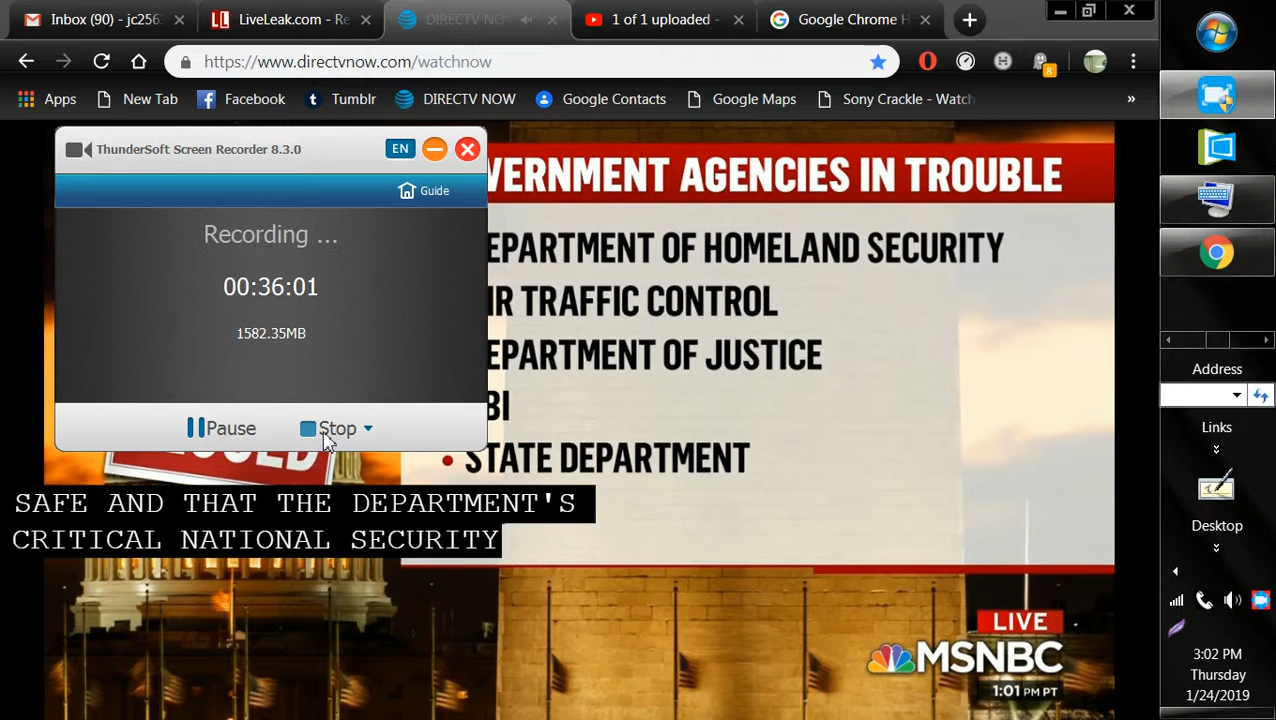 Inbox (90) - jc256
LiveLeak.com - Re
DIRECTV NOW
1 of 1 uploaded -
Google Chrome H
https://www.directvnow.com/watchnow
8
Apps
New Tab
Facebook
Tumblr
DIRECTV NOW
Google Contacts
Google Maps
Sony Crackle - Watch
»
ThunderSoft Screen Recorder 8.3.0
EN
Guide
Recording ...
00:36:01
1582.35MB
Pause
Stop
VERNMENT AGENCIES IN TROUBLE
EPARTMENT OF HOMELAND SECURITY
IR TRAFFIC CONTROL
EPARTMENT OF JUSTICE
BI
• STATE DEPARTMENT
SAFE AND THAT THE DEPARTMENT'S
CRITICAL NATIONAL SECURITY
LIVE
MSNBC
1:01 PM PT
Address
Links
Desktop
3:02 PM
Thursday
1/24/2019